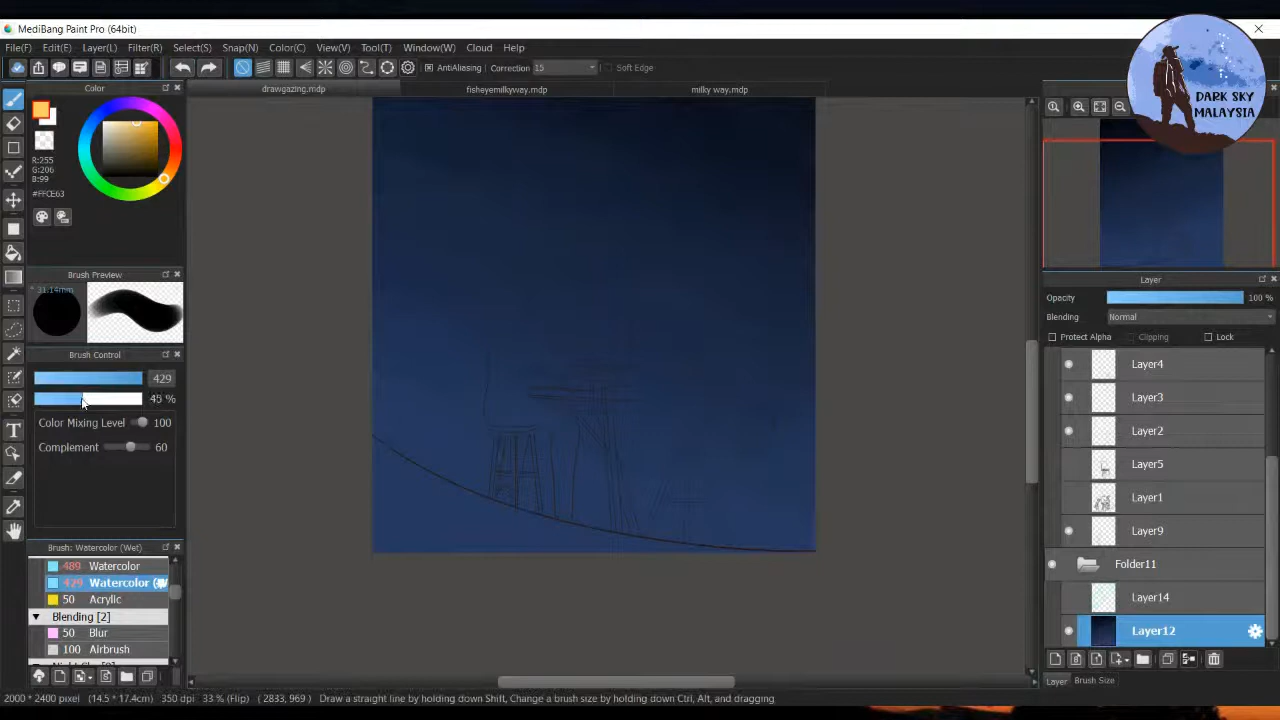 MediBang Paint Pro (64bit)
File(F) Edit(E) Layer(L) Filter(R) Select(S) Snap(N) Color(C) View(V) Tool(T) Window(W) Cloud Help
AntiAliasing Correction 15 Soft Edge
Color drawgazing.mdp fisheyemilkyway.mdp milky way.mdp
DARK SKY
MALAYSIA
R:255
G:206
B:99
#FFCE63
Brush Preview
31.14mm
Brush Control
429
45 %
Color Mixing Level 100
Complement 60
Brush: Watercolor (Wet)
489 Watercolor
429 Watercolor (W
50 Acrylic
Blending [2]
50 Blur
100 Airbrush
Layer
Opacity 100 %
Blending Normal
Protect Alpha Clipping Lock
Layer4
Layer3
Layer2
Layer5
Layer1
Layer9
Folder11
Layer14
Layer12
Layer Brush Size
2000 * 2400 pixel (14.5 * 17.4cm) 350 dpi 33 % (Flip) ( 2833, 969 ) Draw a straight line by holding down Shift, Change a brush size by holding down Ctrl, Alt, and dragging